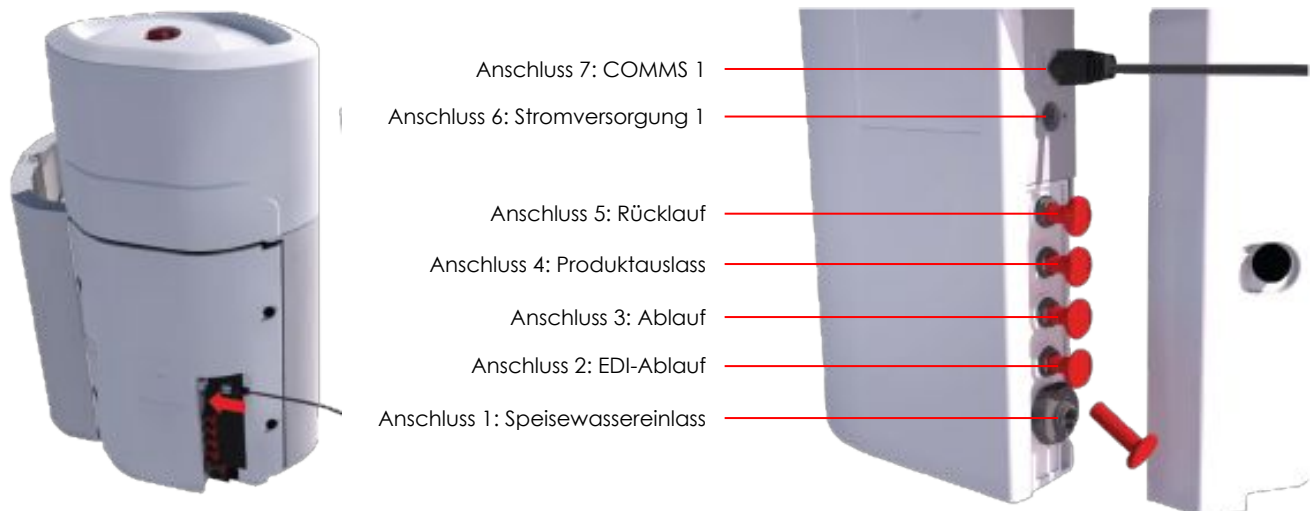 Anschluss 7: COMMS 1
Anschluss 6: Stromversorgung 1
Anschluss 5: Rücklauf
Anschluss 4: Produktauslass
Anschluss 3: Ablauf
Anschluss 2: EDI-Ablauf
Anschluss 1: Speisewassereinlass